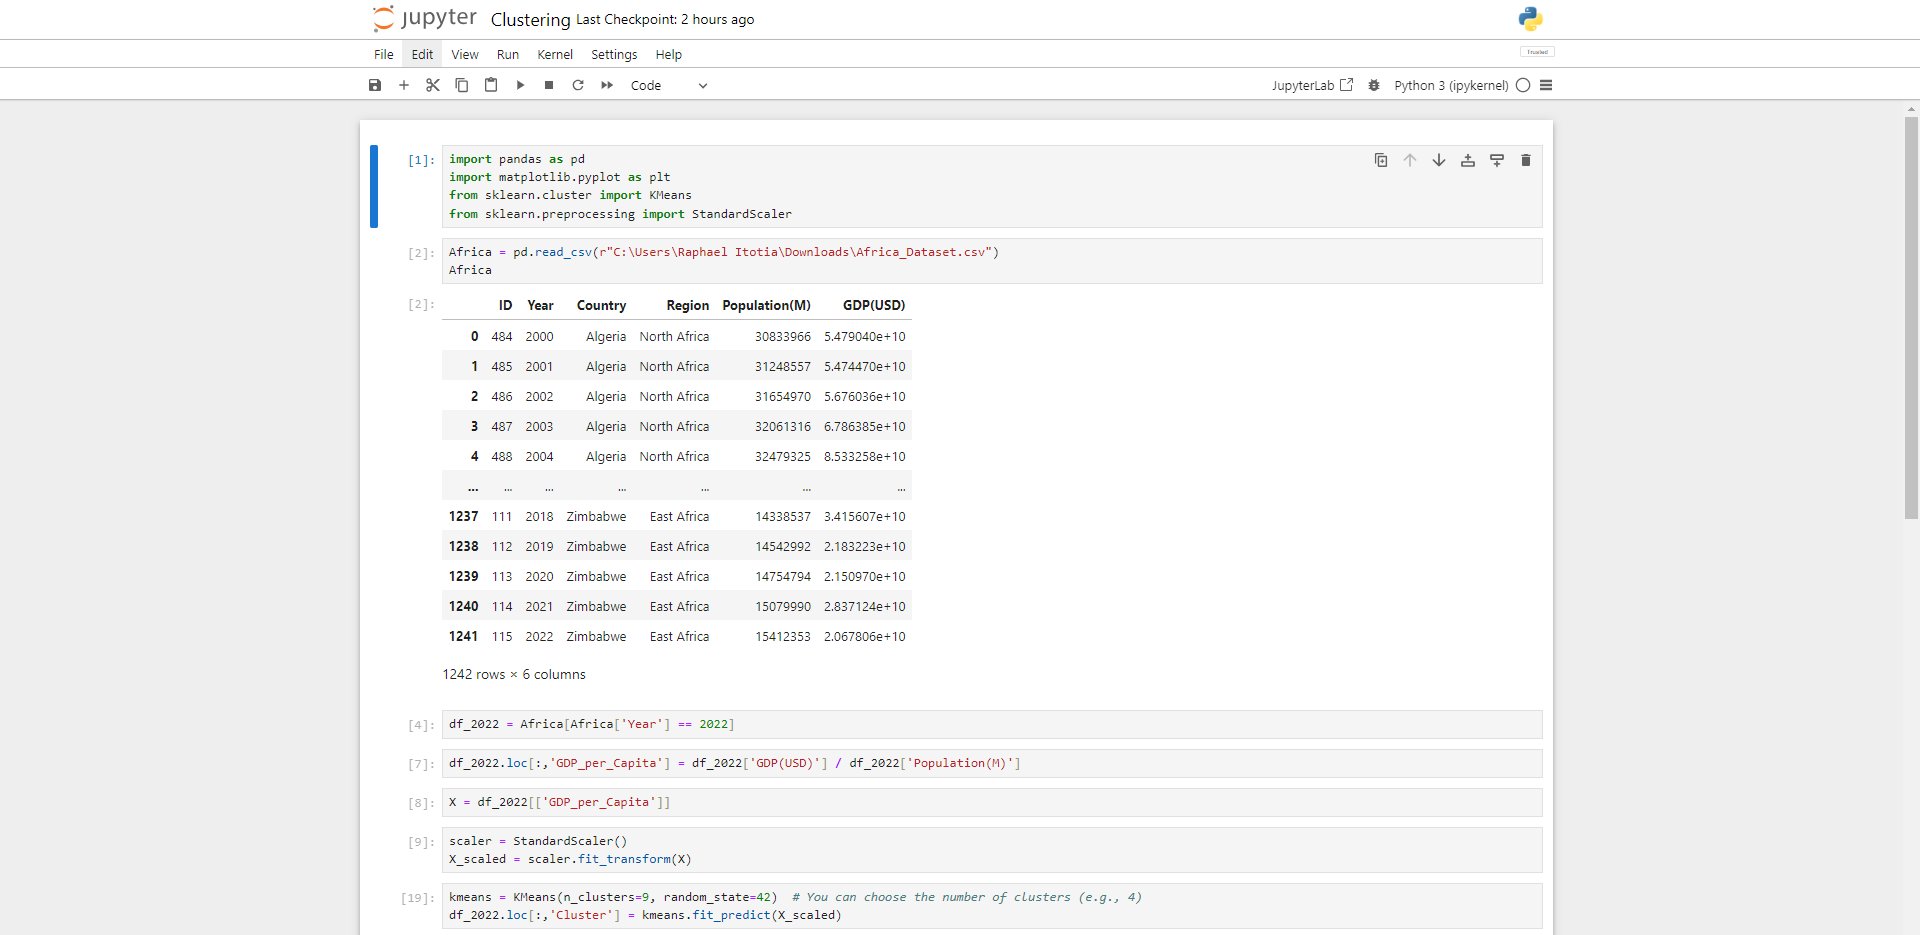 jupyter Clustering Last Checkpoint: 2 hours ago
File Edit View Run Kernel Settings Help
Trusted
Code
JupyterLab Python 3 (ipykernel)
[1]: import pandas as pd
import matplotlib.pyplot as plt
from sklearn.cluster import KMeans
from sklearn.preprocessing import StandardScaler
[2]: Africa = pd.read_csv(r"C:\Users\Raphael Itotia\Downloads\Africa_Dataset.csv")
Africa
[2]: ID Year Country Region Population(M) GDP(USD)
0 484 2000 Algeria North Africa 30833966 5.479040e+10
1 485 2001 Algeria North Africa 31248557 5.474470e+10
2 486 2002 Algeria North Africa 31654970 5.676036e+10
3 487 2003 Algeria North Africa 32061316 6.786385e+10
4 488 2004 Algeria North Africa 32479325 8.533258e+10
... ... ... ... ... ... ...
1237 111 2018 Zimbabwe East Africa 14338537 3.415607e+10
1238 112 2019 Zimbabwe East Africa 14542992 2.183223e+10
1239 113 2020 Zimbabwe East Africa 14754794 2.150970e+10
1240 114 2021 Zimbabwe East Africa 15079990 2.837124e+10
1241 115 2022 Zimbabwe East Africa 15412353 2.067806e+10
1242 rows × 6 columns
[4]: df_2022 = Africa[Africa['Year'] == 2022]
[7]: df_2022.loc[:,'GDP_per_Capita'] = df_2022['GDP(USD)'] / df_2022['Population(M)']
[8]: X = df_2022[['GDP_per_Capita']]
[9]: scaler = StandardScaler()
X_scaled = scaler.fit_transform(X)
[19]: kmeans = KMeans(n_clusters=9, random_state=42)  # You can choose the number of clusters (e.g., 4)
df_2022.loc[:,'Cluster'] = kmeans.fit_predict(X_scaled)